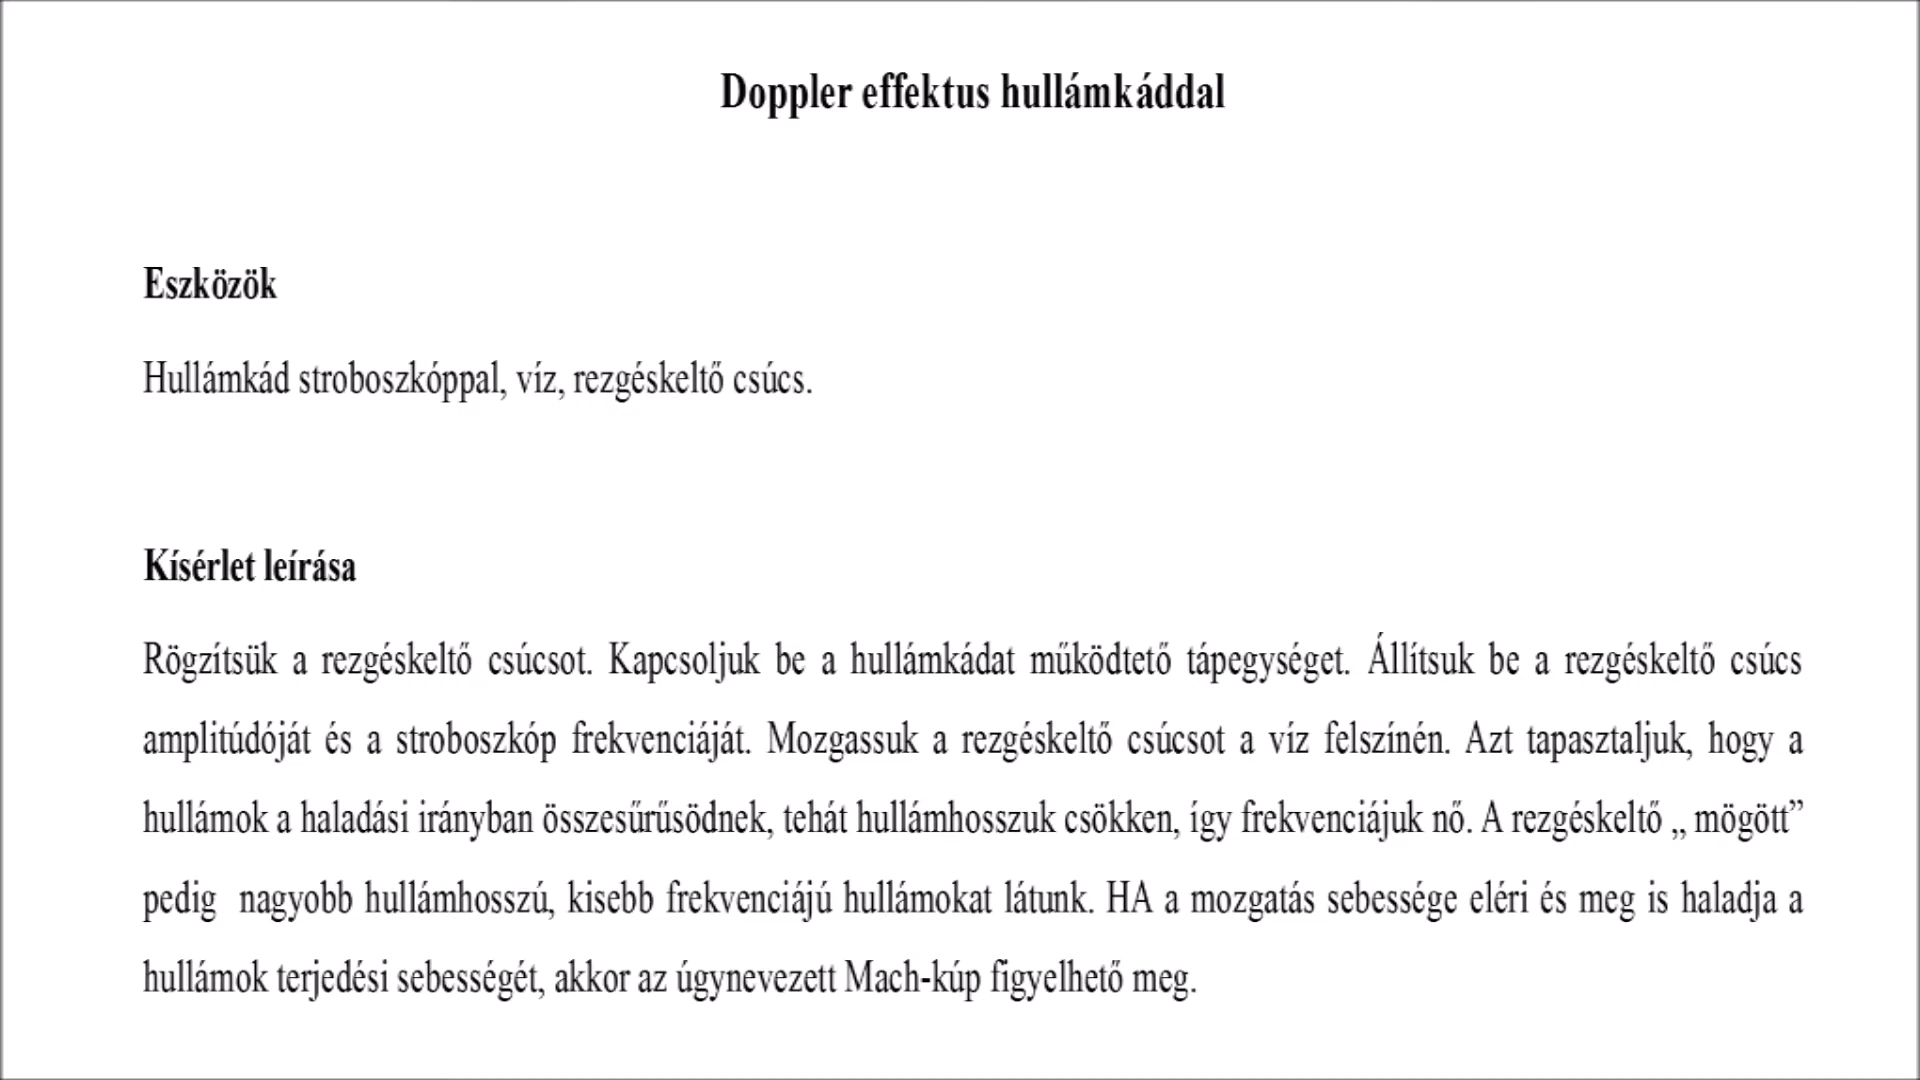 Doppler effektus hullámkáddal
Eszközök
Hullámkád stroboszkóppal, víz, rezgéskeltő csúcs.
Kísérlet leírása
Rögzítsük a rezgéskeltő csúcsot. Kapcsoljuk be a hullámkádat működtető tápegységet. Állítsuk be a rezgéskeltő csúcs
amplitúdóját és a stroboszkóp frekvenciáját. Mozgassuk a rezgéskeltő csúcsot a víz felszínén. Azt tapasztaljuk, hogy a
hullámok a haladási irányban összesűrűsödnek, tehát hullámhosszuk csökken, így frekvenciájuk nő. A rezgéskeltő „ mögött”
pedig  nagyobb hullámhosszú, kisebb frekvenciájú hullámokat látunk. HA a mozgatás sebessége eléri és meg is haladja a
hullámok terjedési sebességét, akkor az úgynevezett Mach-kúp figyelhető meg.